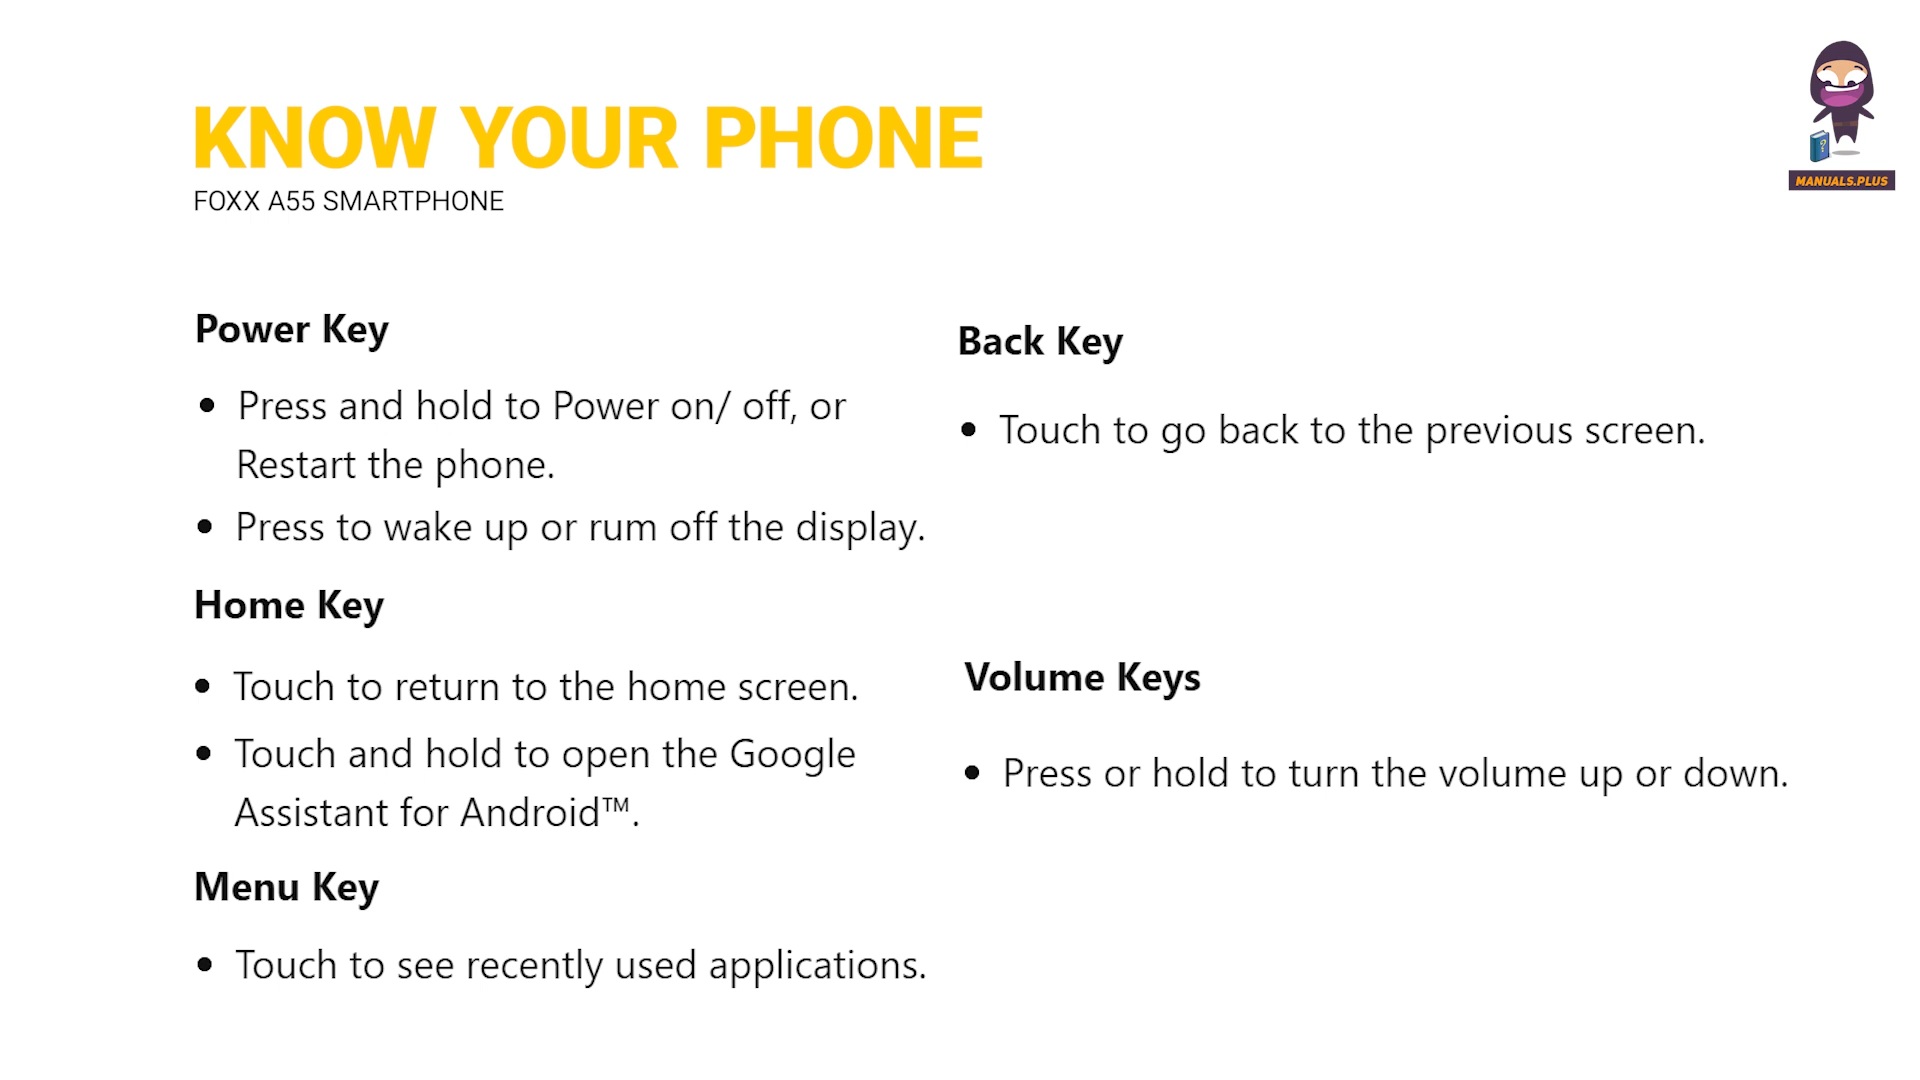 KNOW YOUR PHONE
FOXX A55 SMARTPHONE
MANUALS.PLUS
Power Key
• Press and hold to Power on/ off, or
Restart the phone.
• Press to wake up or rum off the display.
Home Key
• Touch to return to the home screen.
• Touch and hold to open the Google
Assistant for Android™.
Menu Key
• Touch to see recently used applications.
Back Key
• Touch to go back to the previous screen.
Volume Keys
• Press or hold to turn the volume up or down.